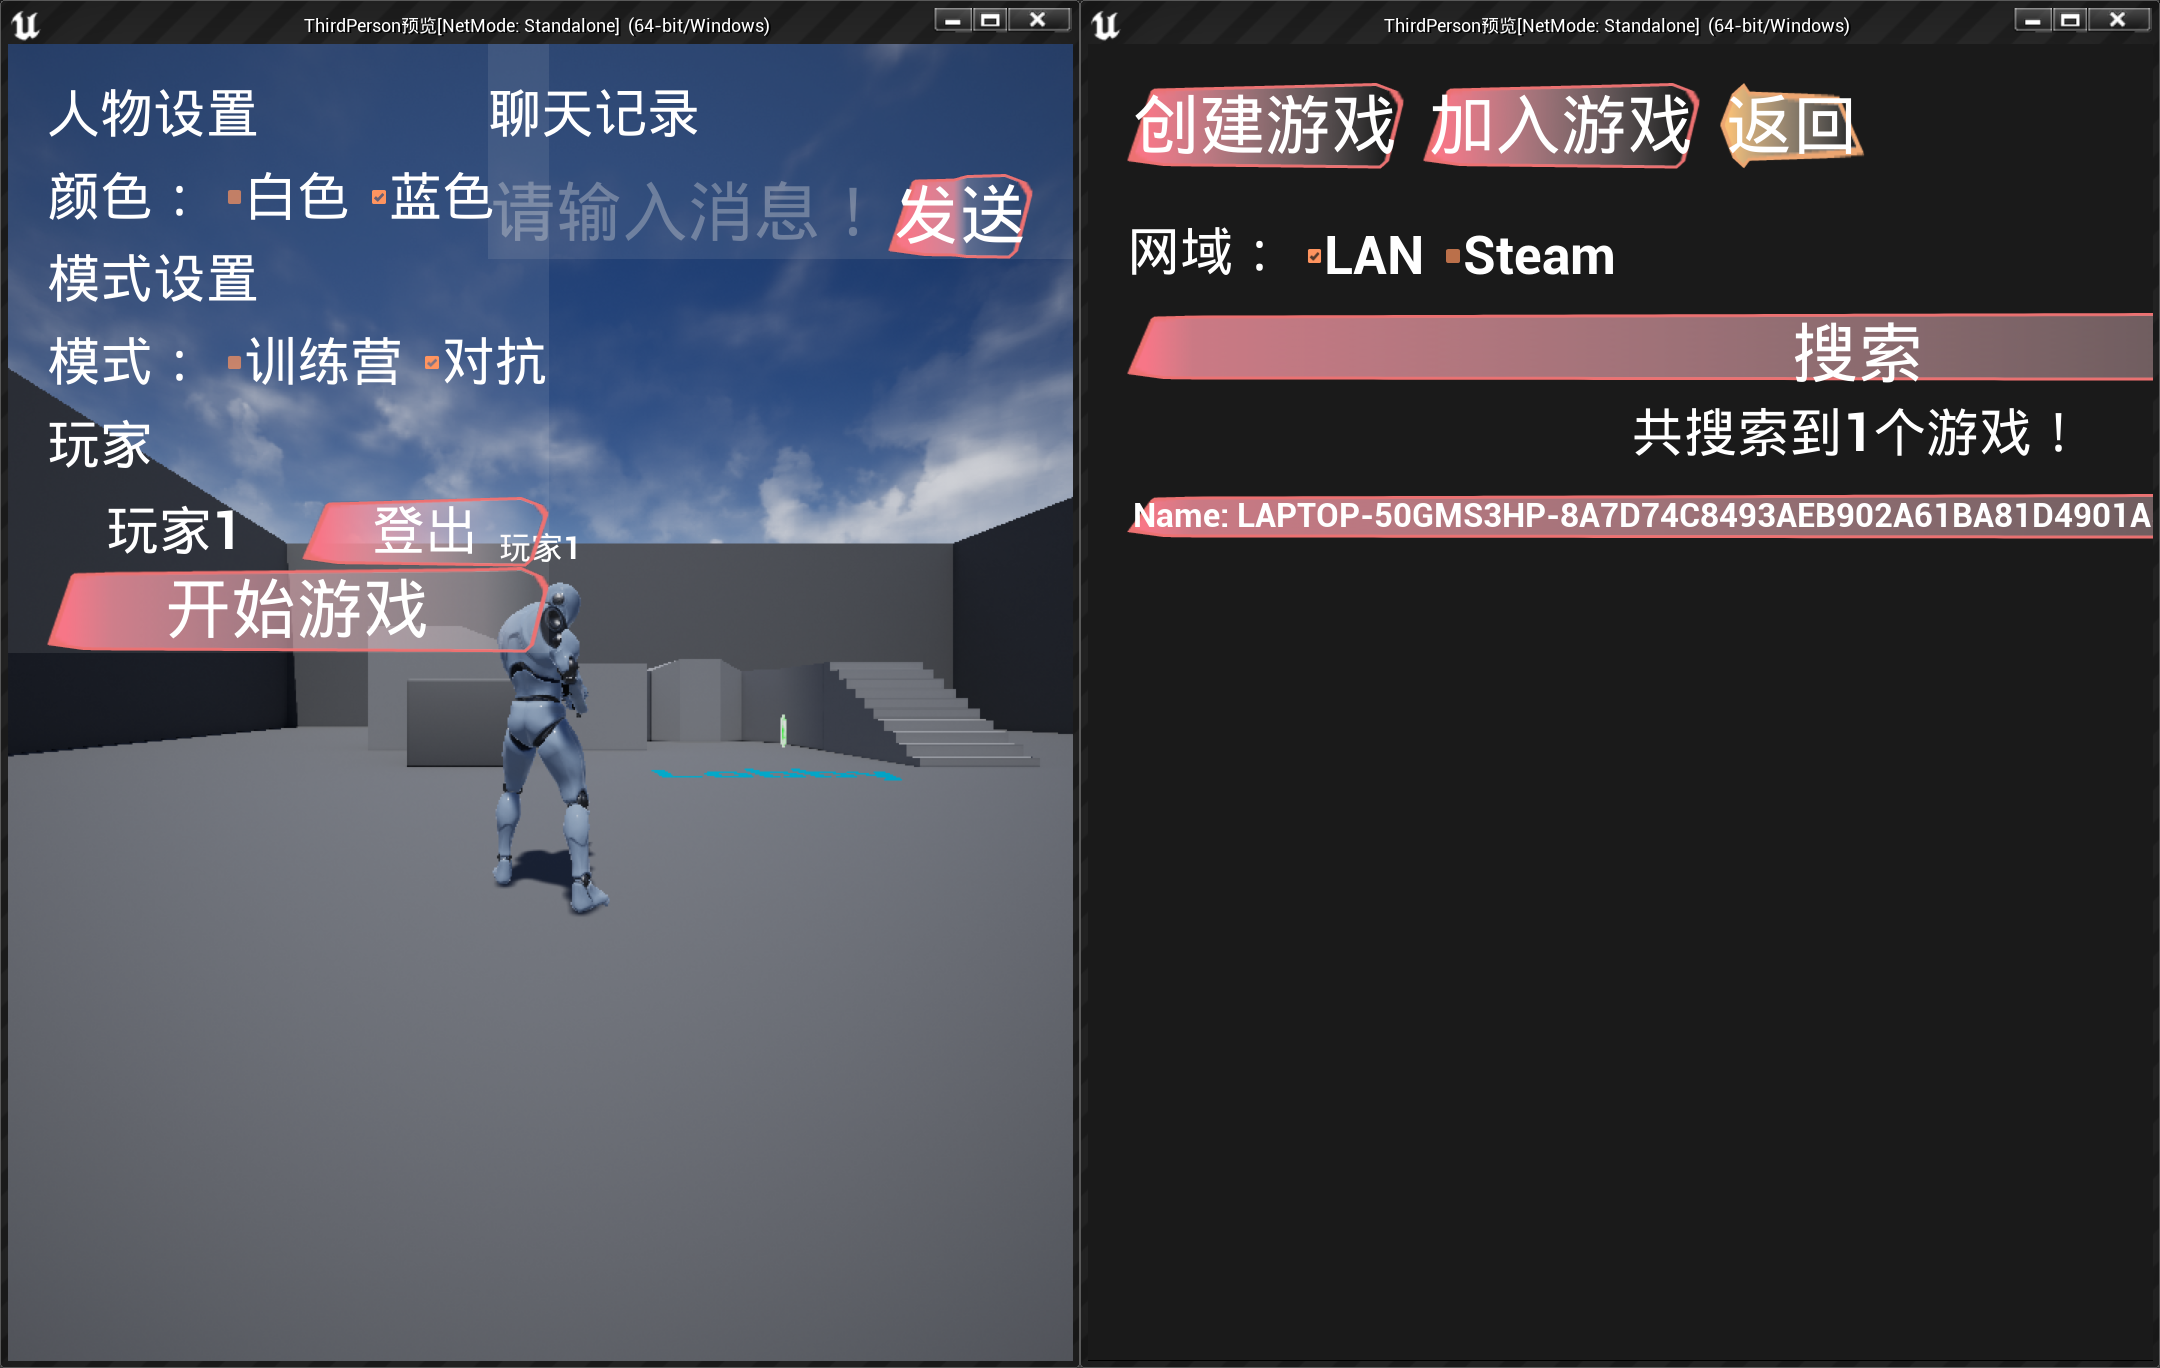 ThirdPerson预览[NetMode: Standalone] (64-bit/Windows)
人物设置
聊天记录
颜色： 白色 蓝色
请输入消息！ 发送
模式设置
模式： 训练营 对抗
玩家
玩家1 登出
玩家1
开始游戏
ThirdPerson预览[NetMode: Standalone] (64-bit/Windows)
创建游戏 加入游戏 返回
网域： LAN Steam
搜索
共搜索到1个游戏！
Name: LAPTOP-50GMS3HP-8A7D74C8493AEB902A61BA81D4901A